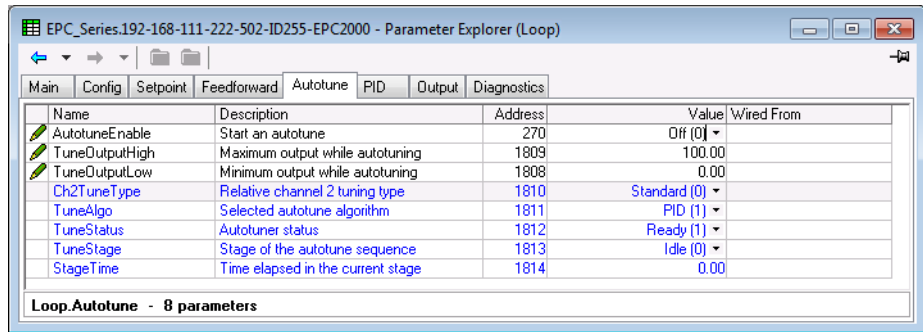 EPC_Series.192-168-111-222-502-ID255-EPC2000 - Parameter Explorer (Loop)
Main Config Setpoint Feedforward Autotune PID Output Diagnostics
Name Description Address Value Wired From
AutotuneEnable Start an autotune 270 Off (0)
TuneOutputHigh Maximum output while autotuning 1809 100.00
TuneOutputLow Minimum output while autotuning 1808 0.00
Ch2TuneType Relative channel 2 tuning type 1810 Standard (0)
TuneAlgo Selected autotune algorithm 1811 PID (1)
TuneStatus Autotuner status 1812 Ready (1)
TuneStage Stage of the autotune sequence 1813 Idle (0)
StageTime Time elapsed in the current stage 1814 0.00
Loop.Autotune - 8 parameters